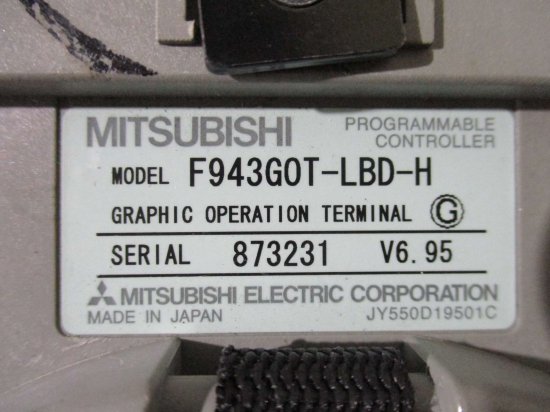 MITSUBISHI PROGRAMMABLE CONTROLLER
MODEL F943GOT-LBD-H
GRAPHIC OPERATION TERMINAL G
SERIAL 873231 V6.95
MITSUBISHI ELECTRIC CORPORATION
MADE IN JAPAN JY550D19501C